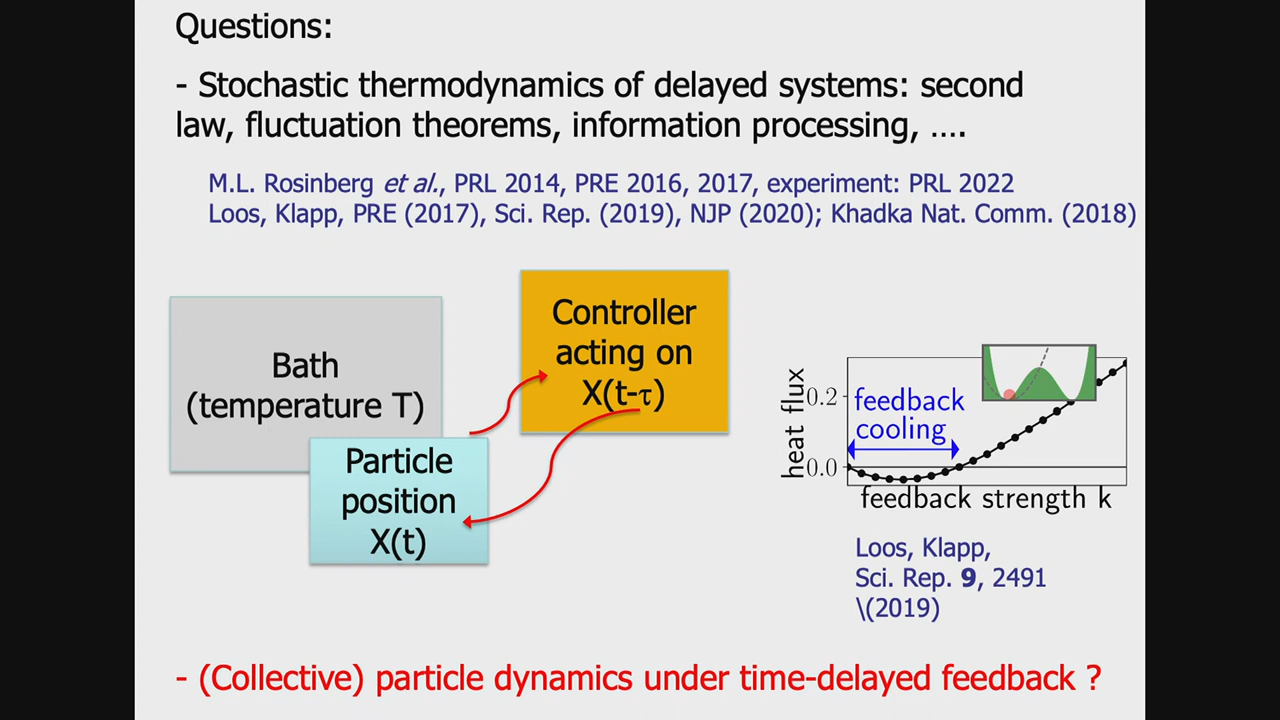 Questions:
- Stochastic thermodynamics of delayed systems: second
law, fluctuation theorems, information processing, ….
M.L. Rosinberg et al., PRL 2014, PRE 2016, 2017, experiment: PRL 2022
Loos, Klapp, PRE (2017), Sci. Rep. (2019), NJP (2020); Khadka Nat. Comm. (2018)
Bath
(temperature T)
Controller
acting on
X(t-τ)
Particle
position
X(t)
heat flux
0.2
0.0
feedback
cooling
feedback strength k
Loos, Klapp,
Sci. Rep. 9, 2491
\(2019)
- (Collective) particle dynamics under time-delayed feedback ?